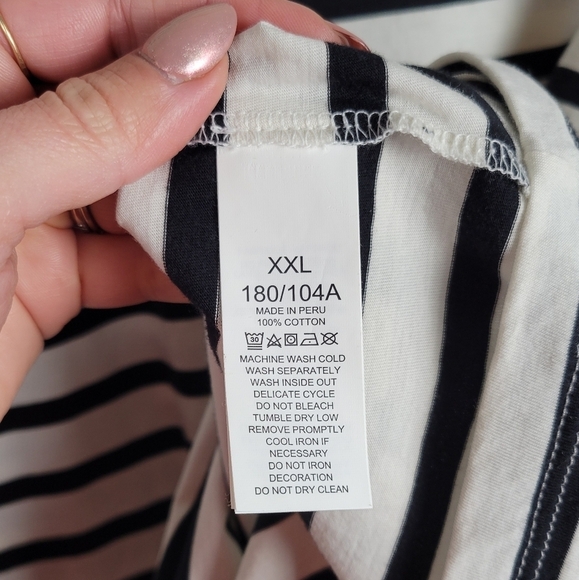 XXL
180/104A
MADE IN PERU
100% COTTON
30
MACHINE WASH COLD
WASH SEPARATELY
WASH INSIDE OUT
DELICATE CYCLE
DO NOT BLEACH
TUMBLE DRY LOW
REMOVE PROMPTLY
COOL IRON IF
NECESSARY
DO NOT IRON
DECORATION
DO NOT DRY CLEAN